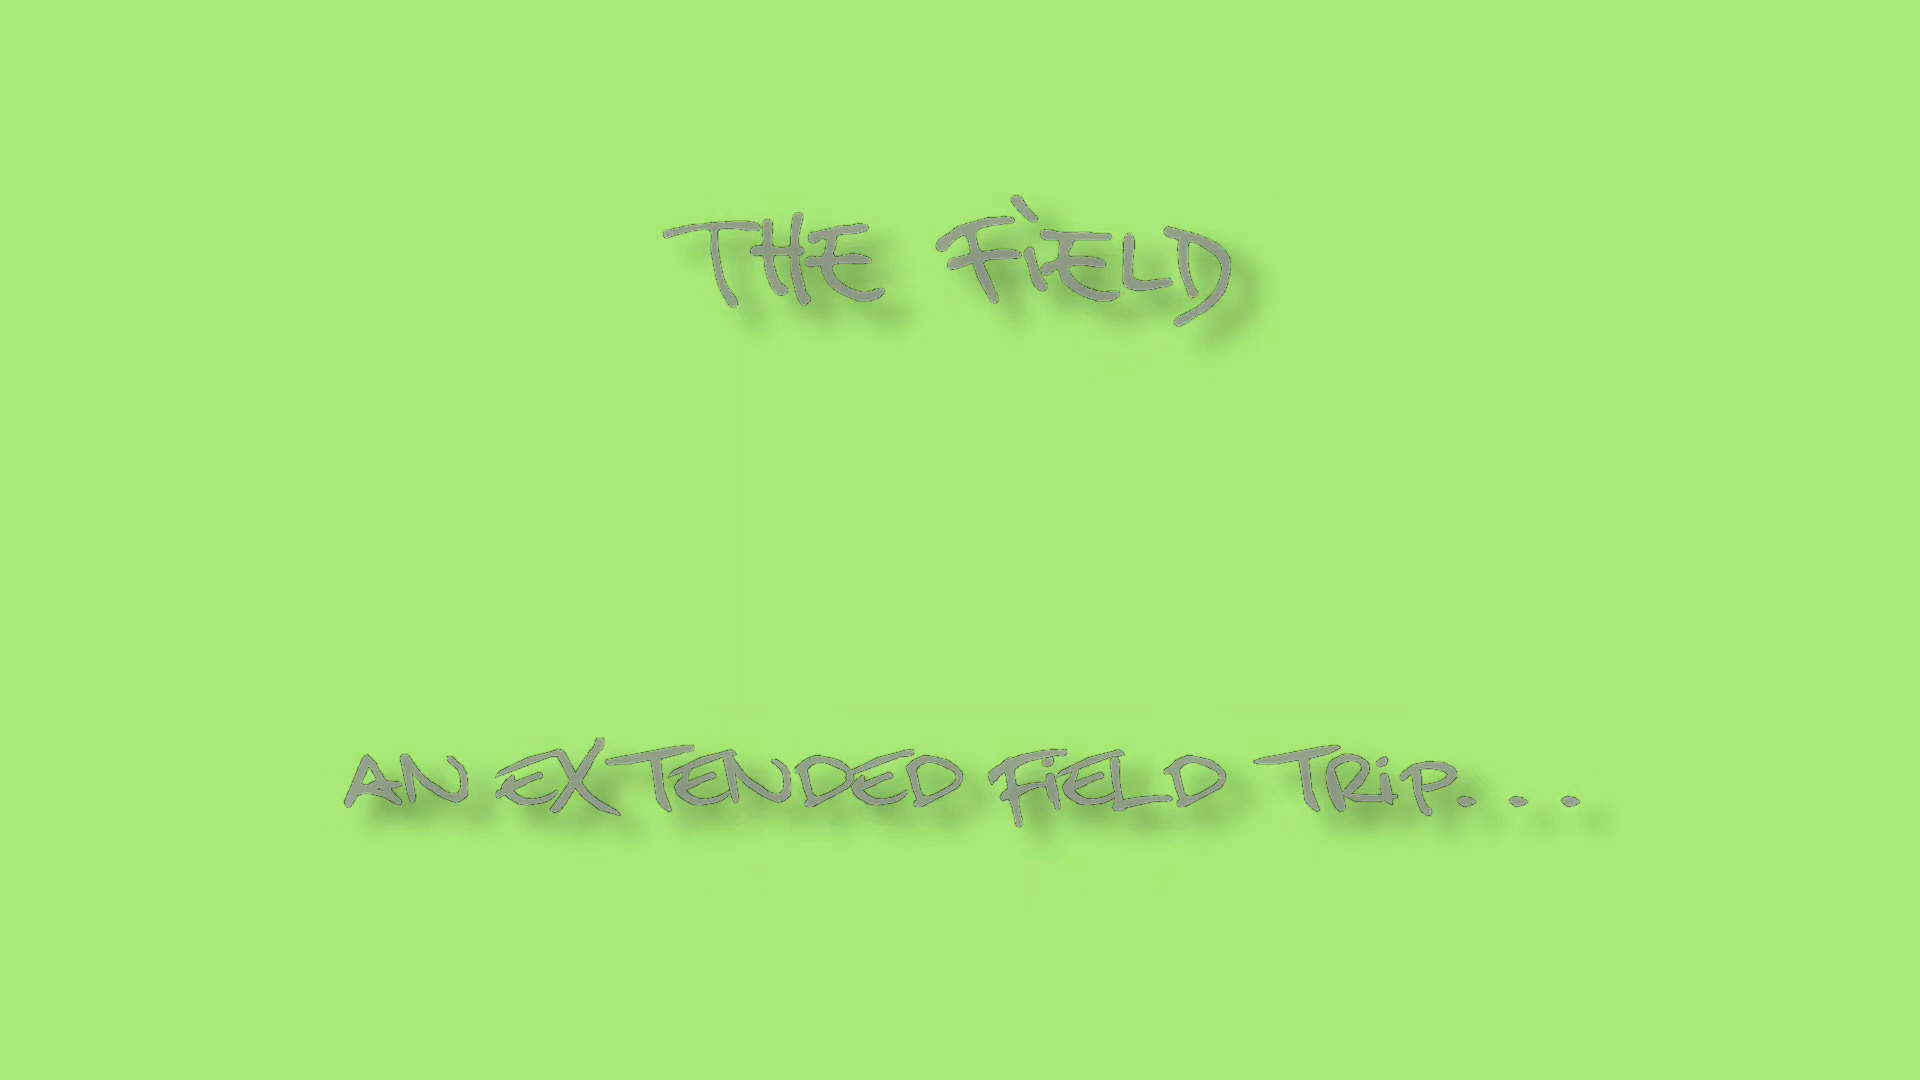 THE FiELD
AN EXTENDED FiELD TRiP. . .